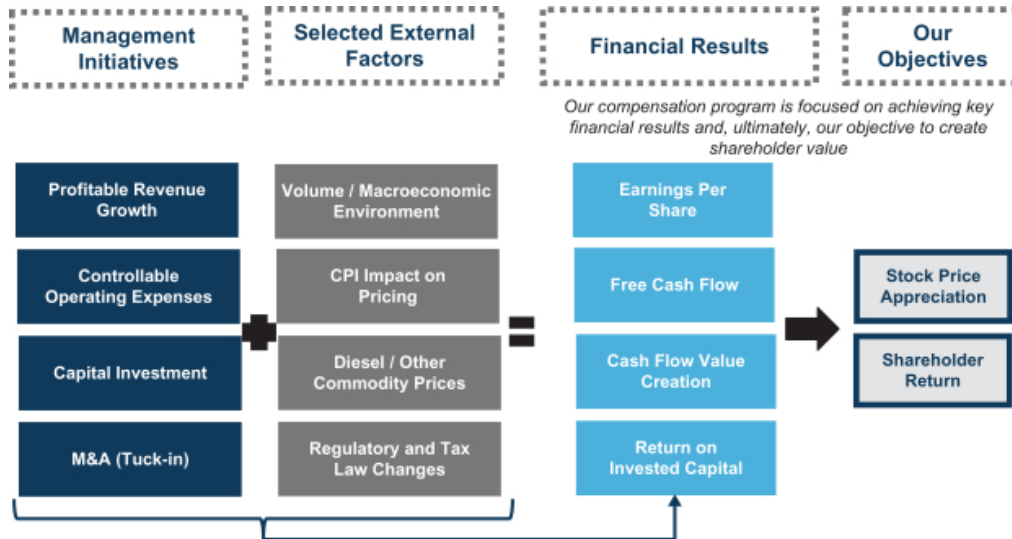 Management
Initiatives
Selected External
Factors
Financial Results
Our
Objectives
Our compensation program is focused on achieving key
financial results and, ultimately, our objective to create
shareholder value
Profitable Revenue
Growth
Controllable
Operating Expenses
Capital Investment
M&A (Tuck-in)
Volume / Macroeconomic
Environment
CPI Impact on
Pricing
Diesel / Other
Commodity Prices
Regulatory and Tax
Law Changes
Earnings Per
Share
Free Cash Flow
Cash Flow Value
Creation
Return on
Invested Capital
Stock Price
Appreciation
Shareholder
Return